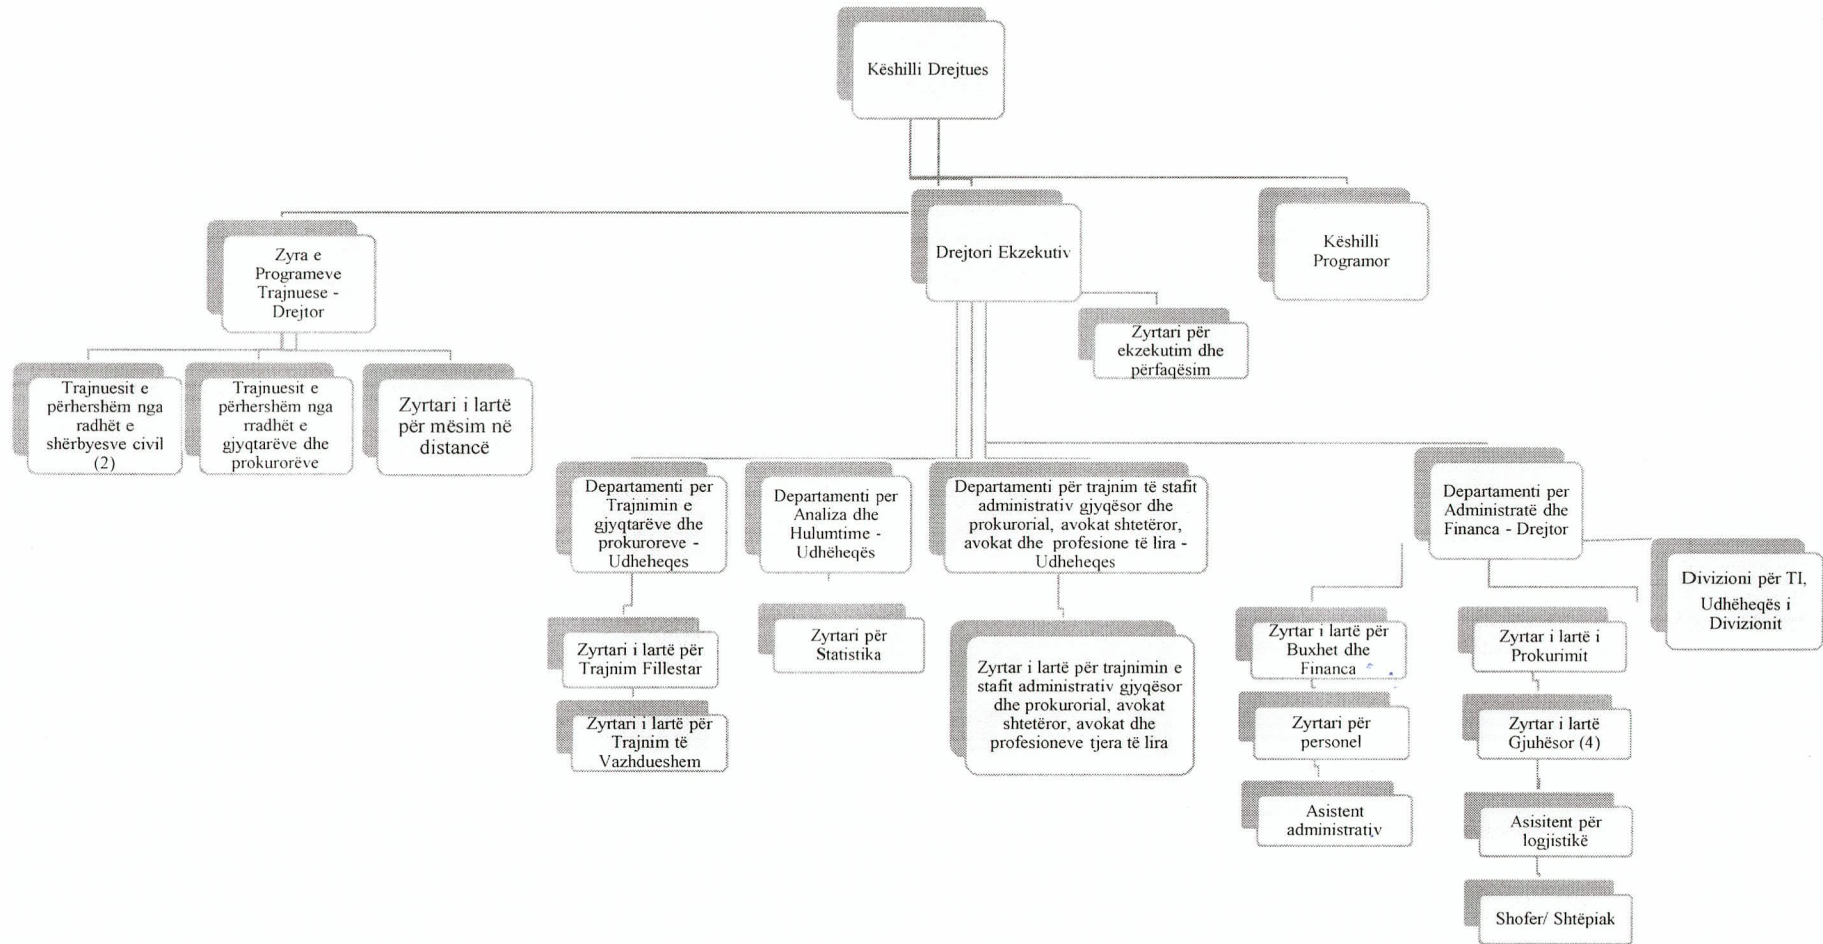 Këshilli Drejtues
Zyra e
Programeve
Trajnuese -
Drejtor
Drejtori Ekzekutiv
Këshilli
Programor
Zyrtari për
ekzekutim dhe
përfaqësim
Trajnuesit e
përhershëm nga
radhët e
shërbyesve civil
(2)
Trajnuesit e
përhershëm nga
rradhët e
gjyqtarëve dhe
prokurorëve
Zyrtari i lartë
për mësim në
distancë
Departamenti per
Trajnimin e
gjyqtarëve dhe
prokuroreve -
Udheheqes
Departamenti per
Analiza dhe
Hulumtime -
Udhëheqës
Departamenti për trajnim të stafit
administrativ gjyqësor dhe
prokurorial, avokat shtetëror,
avokat dhe profesione të lira -
Udheheqes
Departamenti per
Administratë dhe
Financa - Drejtor
Divizioni për TI,
Udhëheqës i
Divizionit
Zyrtari i lartë për
Trajnim Fillestar
Zyrtari i lartë për
Trajnim të
Vazhdueshem
Zyrtari për
Statistika
Zyrtar i lartë për trajnimin e
stafit administrativ gjyqësor
dhe prokurorial, avokat
shtetëror, avokat dhe
profesioneve tjera të lira
Zyrtar i lartë për
Buxhet dhe
Financa
Zyrtari për
personel
Asistent
administrativ
Zyrtar i lartë i
Prokurimit
Zyrtar i lartë
Gjuhësor (4)
Asisitent për
logjistikë
Shofer/ Shtëpiak